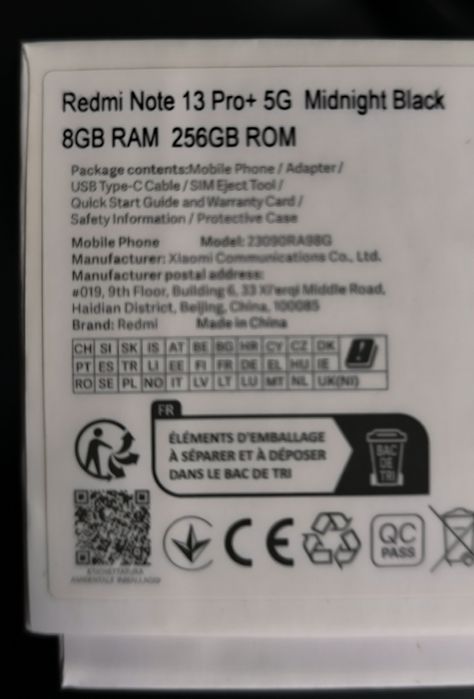 Redmi Note 13 Pro+ 5G Midnight Black
8GB RAM 256GB ROM
Package contents:Mobile Phone / Adapter /
USB Type-C Cable / SIM Eject Tool /
Quick Start Guide and Warranty Card /
Safety Information / Protective Case
Mobile Phone Model: 23090RA98G
Manufacturer: Xiaomi Communications Co., Ltd.
Manufacturer postal address:
#019, 9th Floor, Building 6, 33 Xi'erqi Middle Road,
Haidian District, Beijing, China, 100085
Brand: Redmi Made in China
CH SI SK IS AT BE BG HR CY CZ DK
PT ES TR LI EE FI FR DE EL HU IE
RO SE PL NO IT LV LT LU MT NL UK(NI)
FR
ÉLÉMENTS D'EMBALLAGE
À SÉPARER ET À DÉPOSER
DANS LE BAC DE TRI
BAC
DE
TRI
CE
QC
PASS
ETICHETTATURA
AMBIENTALE IMBALLAGGI